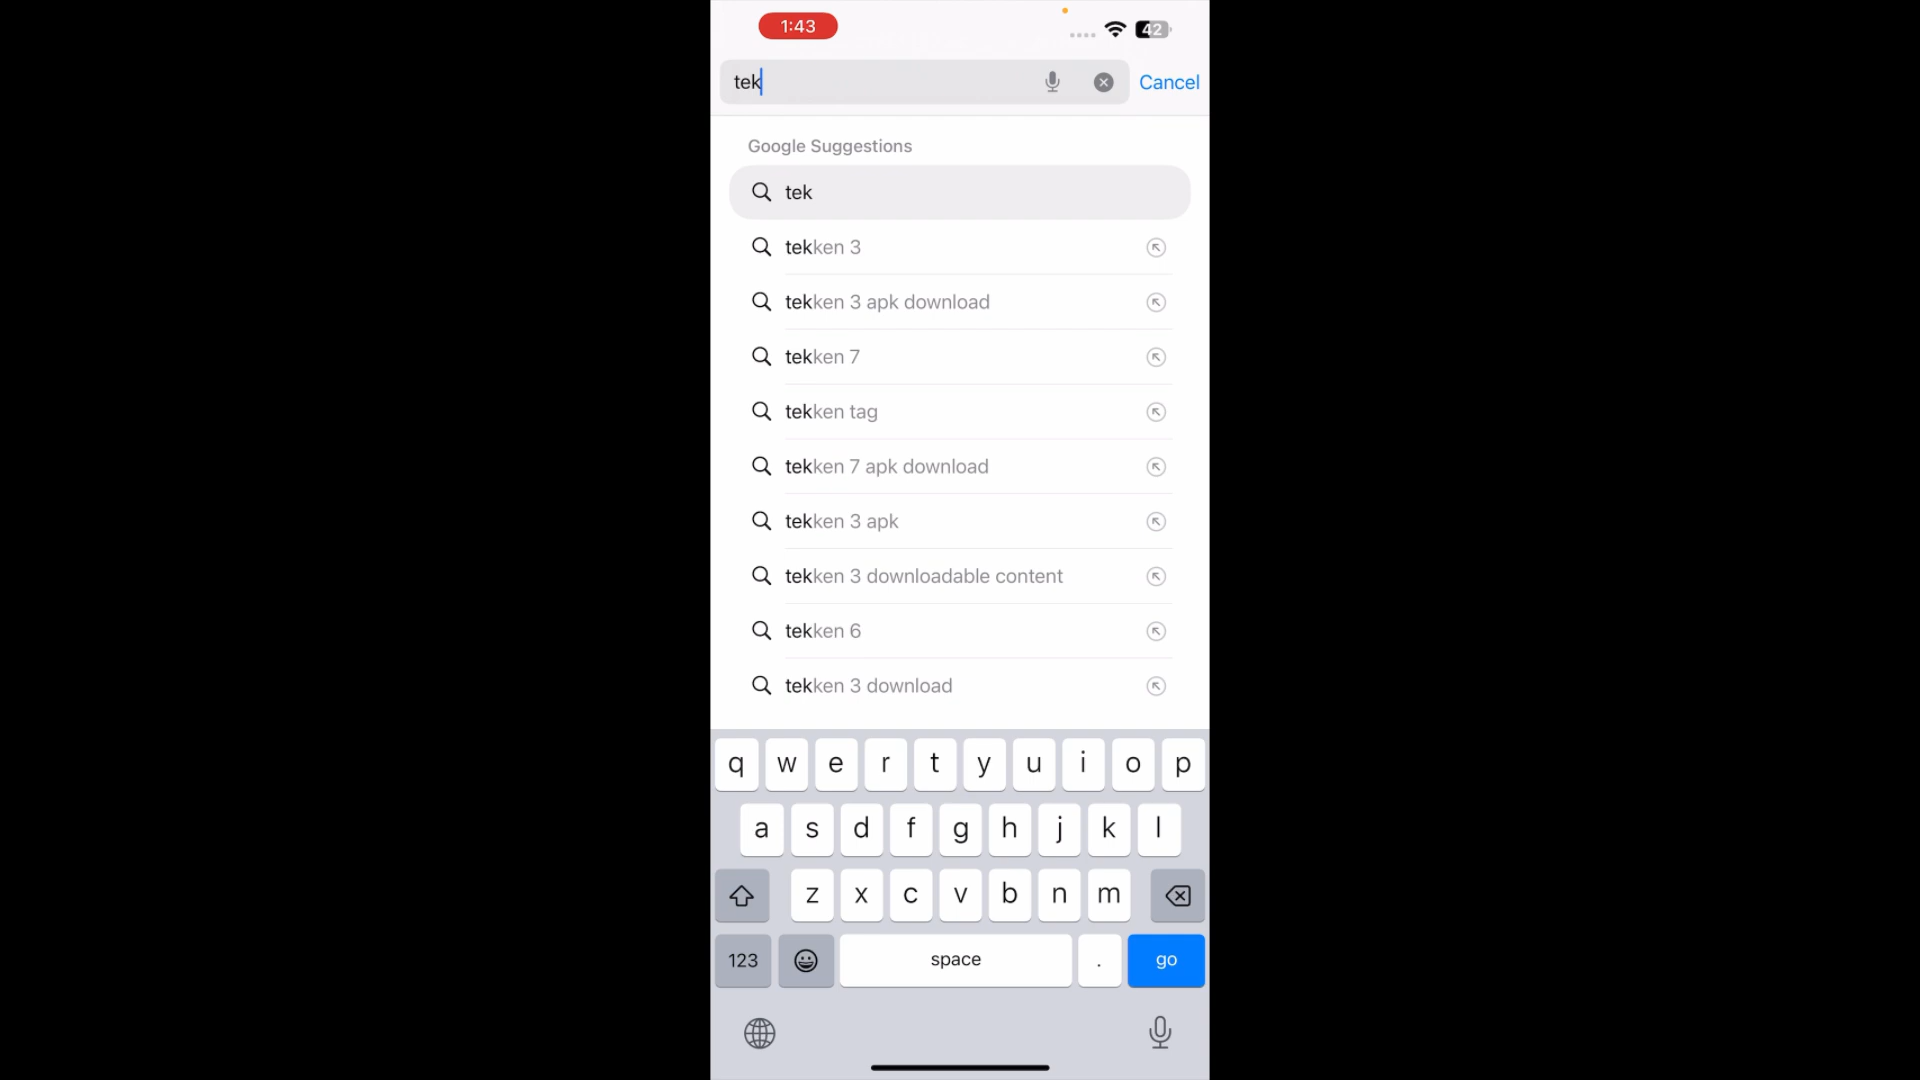 1:43
42
tek
Cancel
Google Suggestions
tek
tekken 3
tekken 3 apk download
tekken 7
tekken tag
tekken 7 apk download
tekken 3 apk
tekken 3 downloadable content
tekken 6
tekken 3 download
q w e r t y u i o p
a s d f g h j k l
z x c v b n m
123 space . go